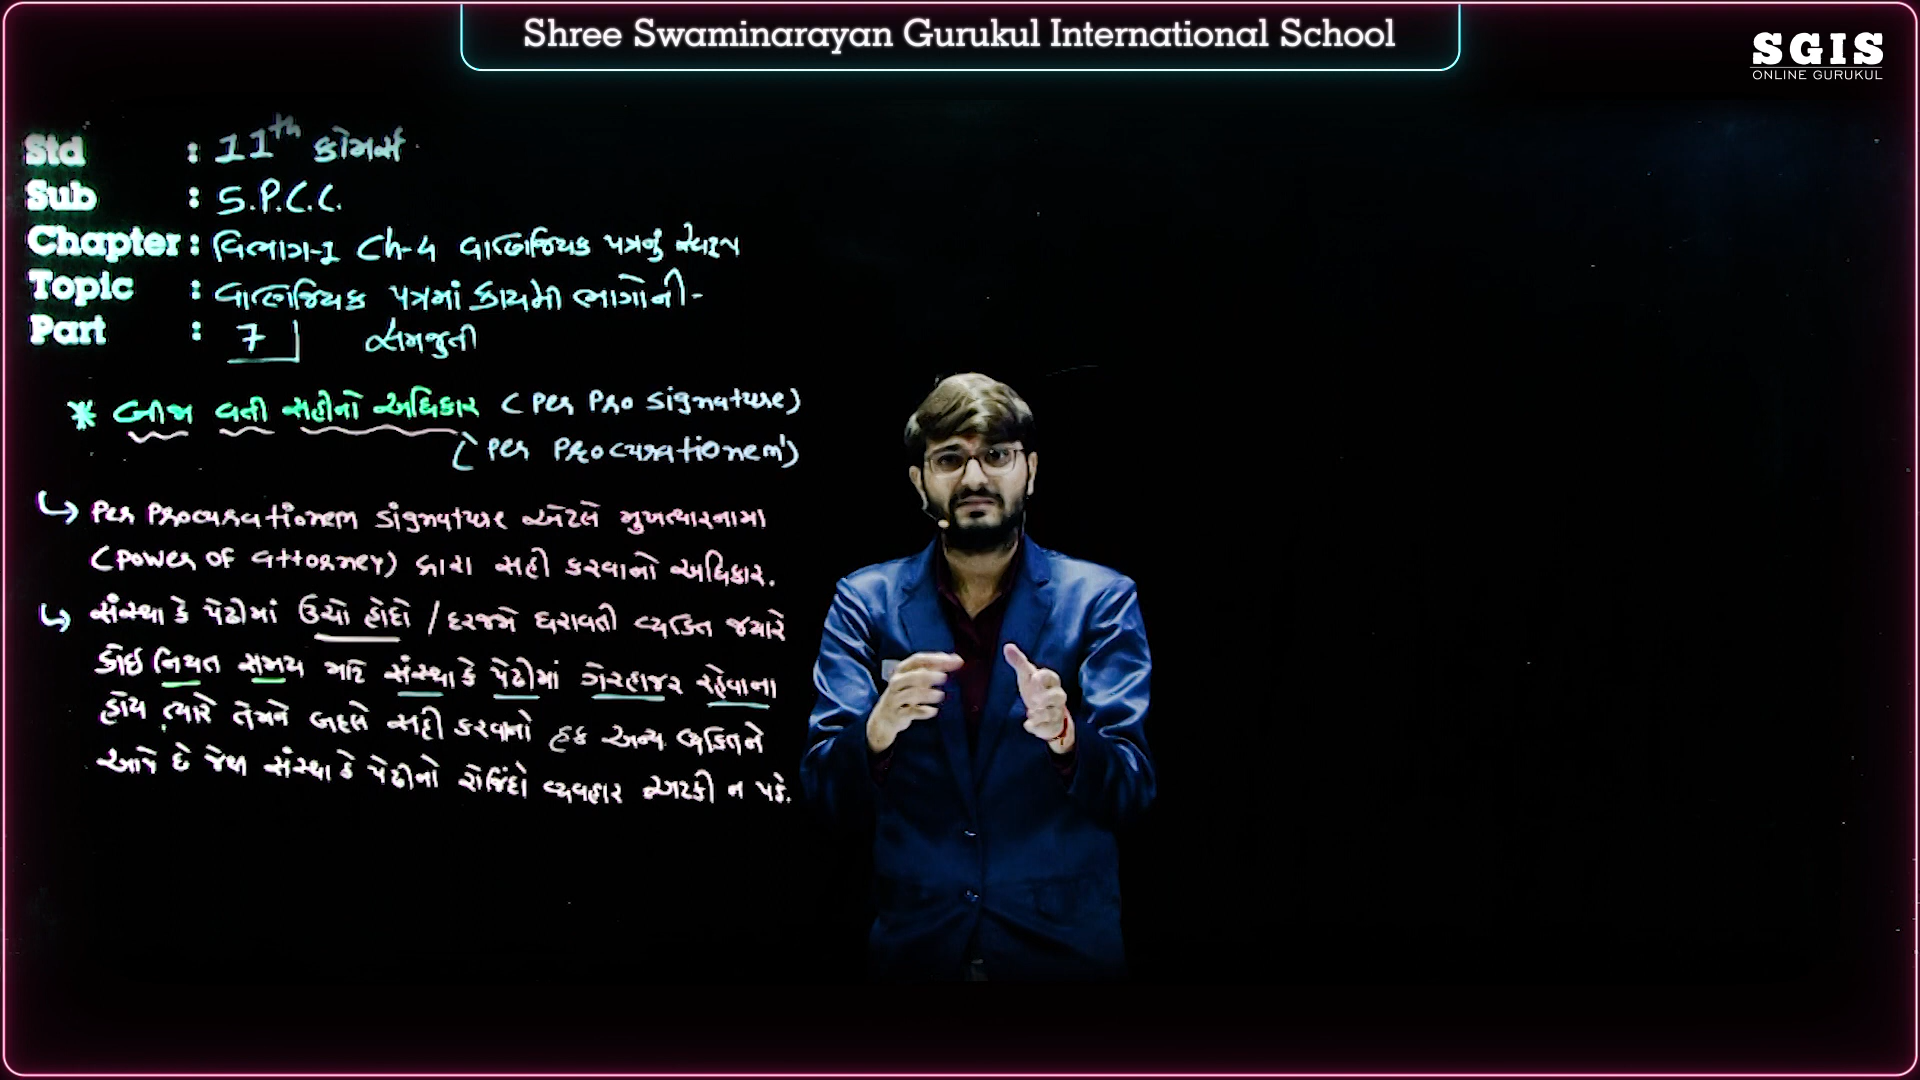 Shree Swaminarayan Gurukul International School
SGIS
ONLINE GURUKUL
Std : 11th કોમર્સ
Sub : S.P.C.C.
Chapter : વિભાગ-1 Ch-4 વાણિજ્યિક પત્રનું સ્વરૂપ
Topic : વાણિજ્યિક પત્રમાં કાયમી ભાગોની-
Part : 7 સમજુતી
* બીજા વતી સહીનો અધિકાર (Per Pro Signature)
(Per Procurationem)
↳ Per Procurationem Signature એટલે મુખત્યારનામા
(Power of Attorney) દ્વારા સહી કરવાનો અધિકાર.
↳ સંસ્થા કે પેઢીમાં ઉચો હોદો / દરજજો ધરાવતી વ્યકિત જયારે
કોઈ નિયત સમય માટે સંસ્થા કે પેઢીમાં ગેરહાજર રહેવાના
હોય ત્યારે તેમને બદલે સહી કરવાનો હક અન્ય વ્યકિતને
આપે છે જેથી સંસ્થા કે પેઢીનો રોજિંદો વ્યવહાર અટકી ન પડે.